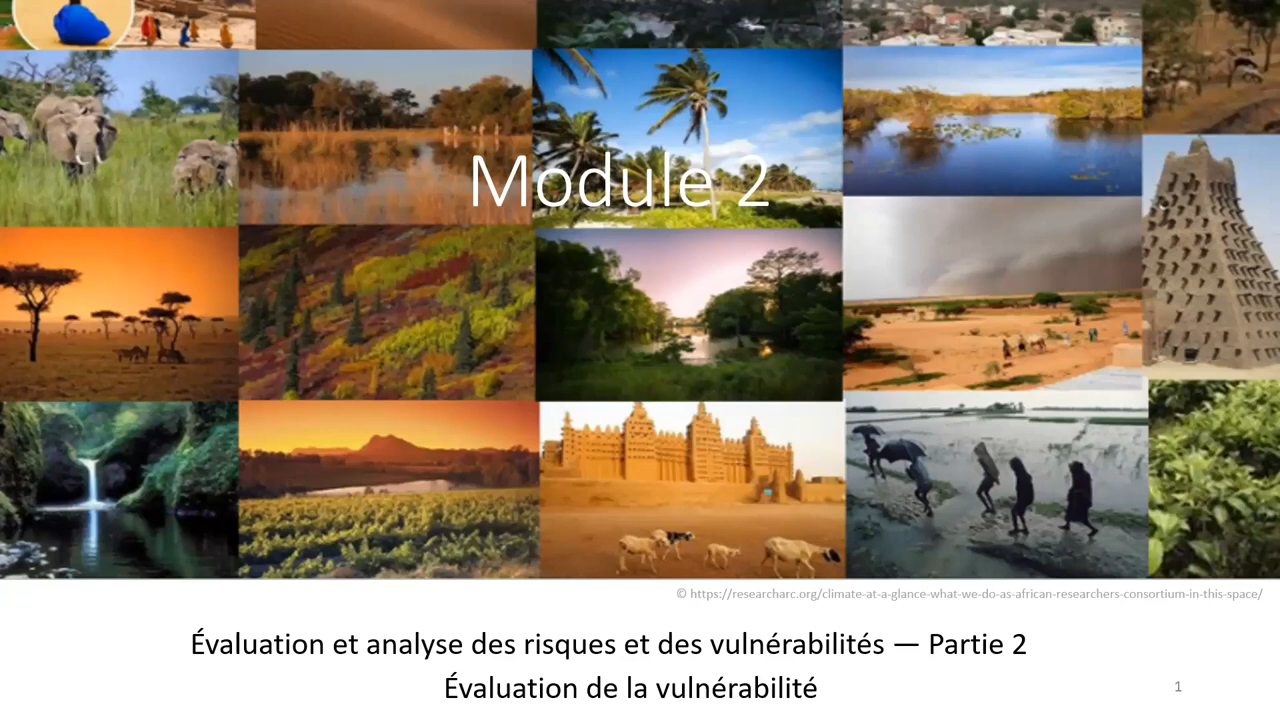 Module 2
© https://researcharc.org/climate-at-a-glance-what-we-do-as-african-researchers-consortium-in-this-space/
Évaluation et analyse des risques et des vulnérabilités — Partie 2
Évaluation de la vulnérabilité
1